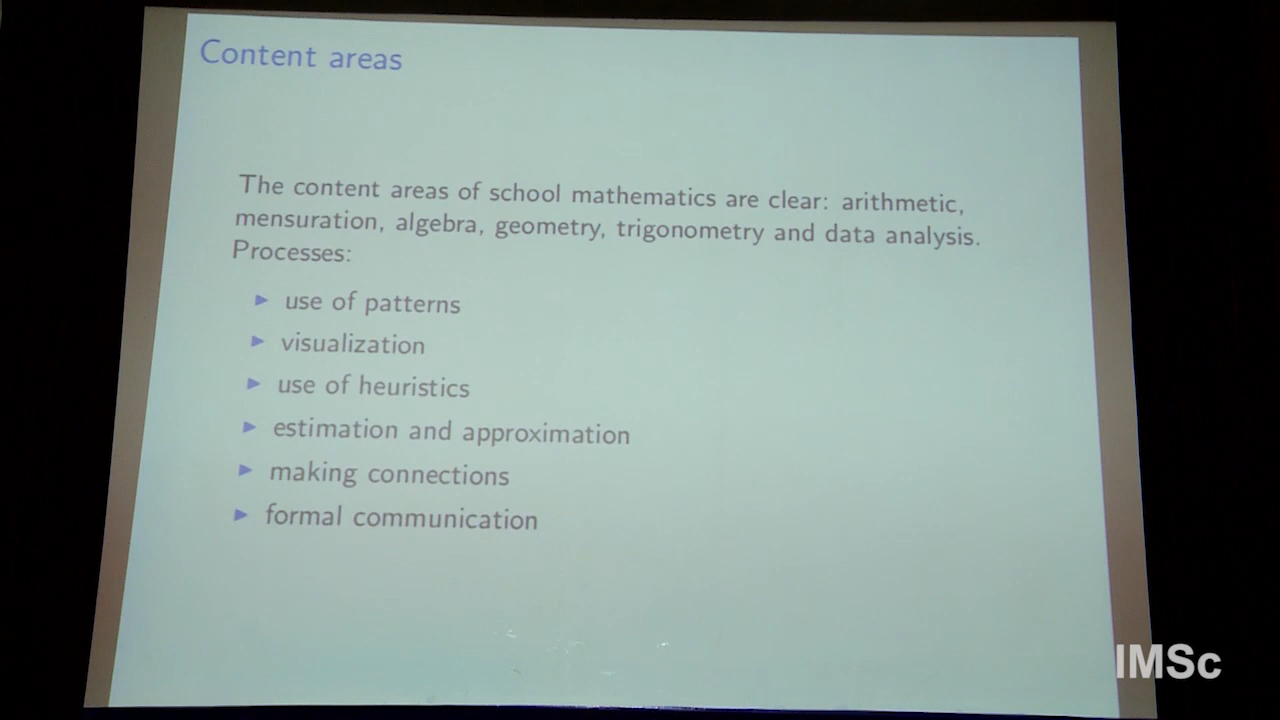 Content areas
The content areas of school mathematics are clear: arithmetic,
mensuration, algebra, geometry, trigonometry and data analysis.
Processes:
use of patterns
visualization
use of heuristics
estimation and approximation
making connections
formal communication
IMSc